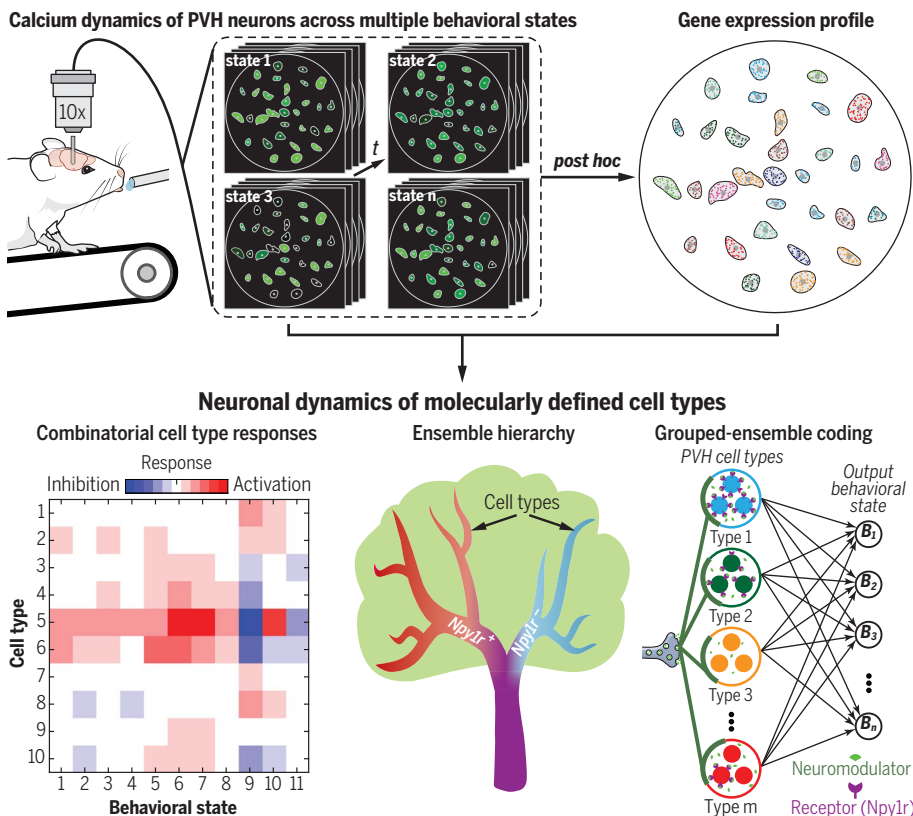 Calcium dynamics of PVH neurons across multiple behavioral states
Gene expression profile
10x
state 1
state 2
t
state 3
state n
post hoc
Neuronal dynamics of molecularly defined cell types
Combinatorial cell type responses
Response
Inhibition
Activation
Cell type
1
2
3
4
5
6
7
8
9
10
1 2 3 4 5 6 7 8 9 10 11
Behavioral state
Ensemble hierarchy
Cell types
Npy1r +
Npy1r –
Grouped-ensemble coding
PVH cell types
Output
behavioral
state
Type 1
Type 2
Type 3
Type m
B1
B2
B3
Bn
Neuromodulator
Receptor (Npy1r)